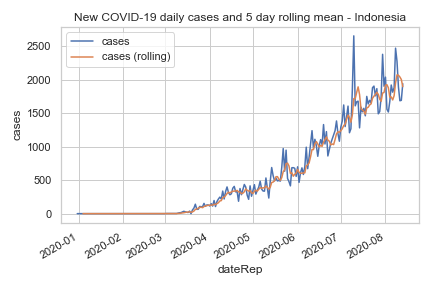 New COVID-19 daily cases and 5 day rolling mean - Indonesia
cases
cases (rolling)
2500
2000
1500
1000
500
0
cases
2020-01
2020-02
2020-03
2020-04
2020-05
2020-06
2020-07
2020-08
dateRep